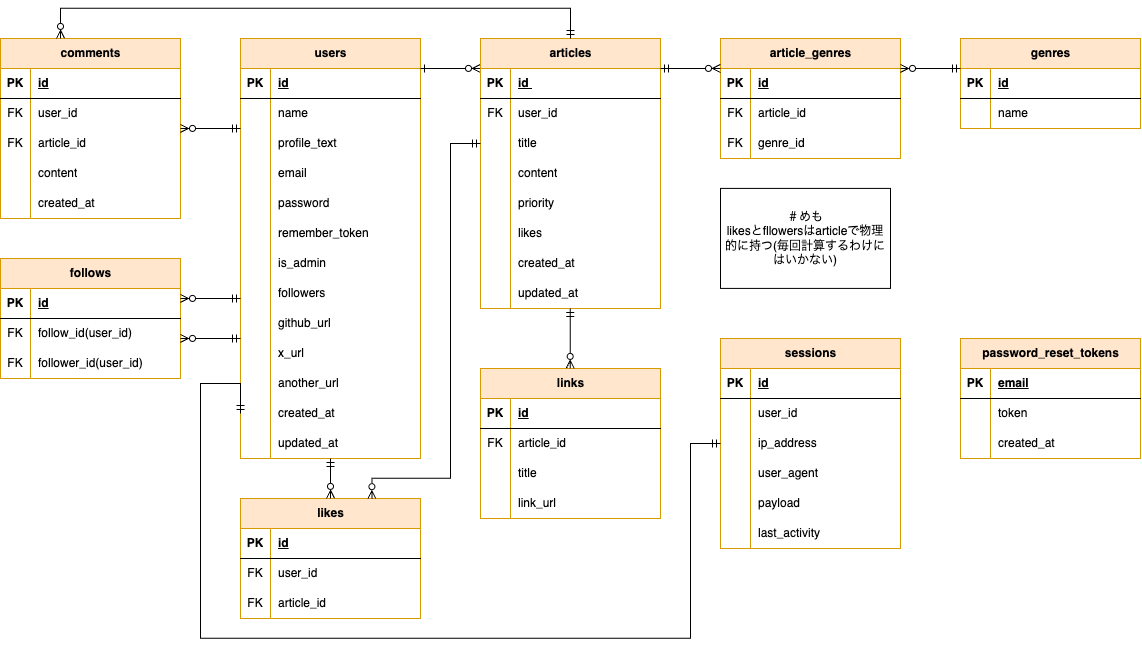 comments
PK id
FK user_id
FK article_id
content
created_at
users
PK id
name
profile_text
email
password
remember_token
is_admin
followers
github_url
x_url
another_url
created_at
updated_at
articles
PK id
FK user_id
title
content
priority
likes
created_at
updated_at
article_genres
PK id
FK article_id
FK genre_id
genres
PK id
name
# めも
likesとfllowersはarticleで物理
的に持つ(毎回計算するわけに
はいかない)
follows
PK id
FK follow_id(user_id)
FK follower_id(user_id)
links
PK id
FK article_id
title
link_url
sessions
PK id
user_id
ip_address
user_agent
payload
last_activity
password_reset_tokens
PK email
token
created_at
likes
PK id
FK user_id
FK article_id